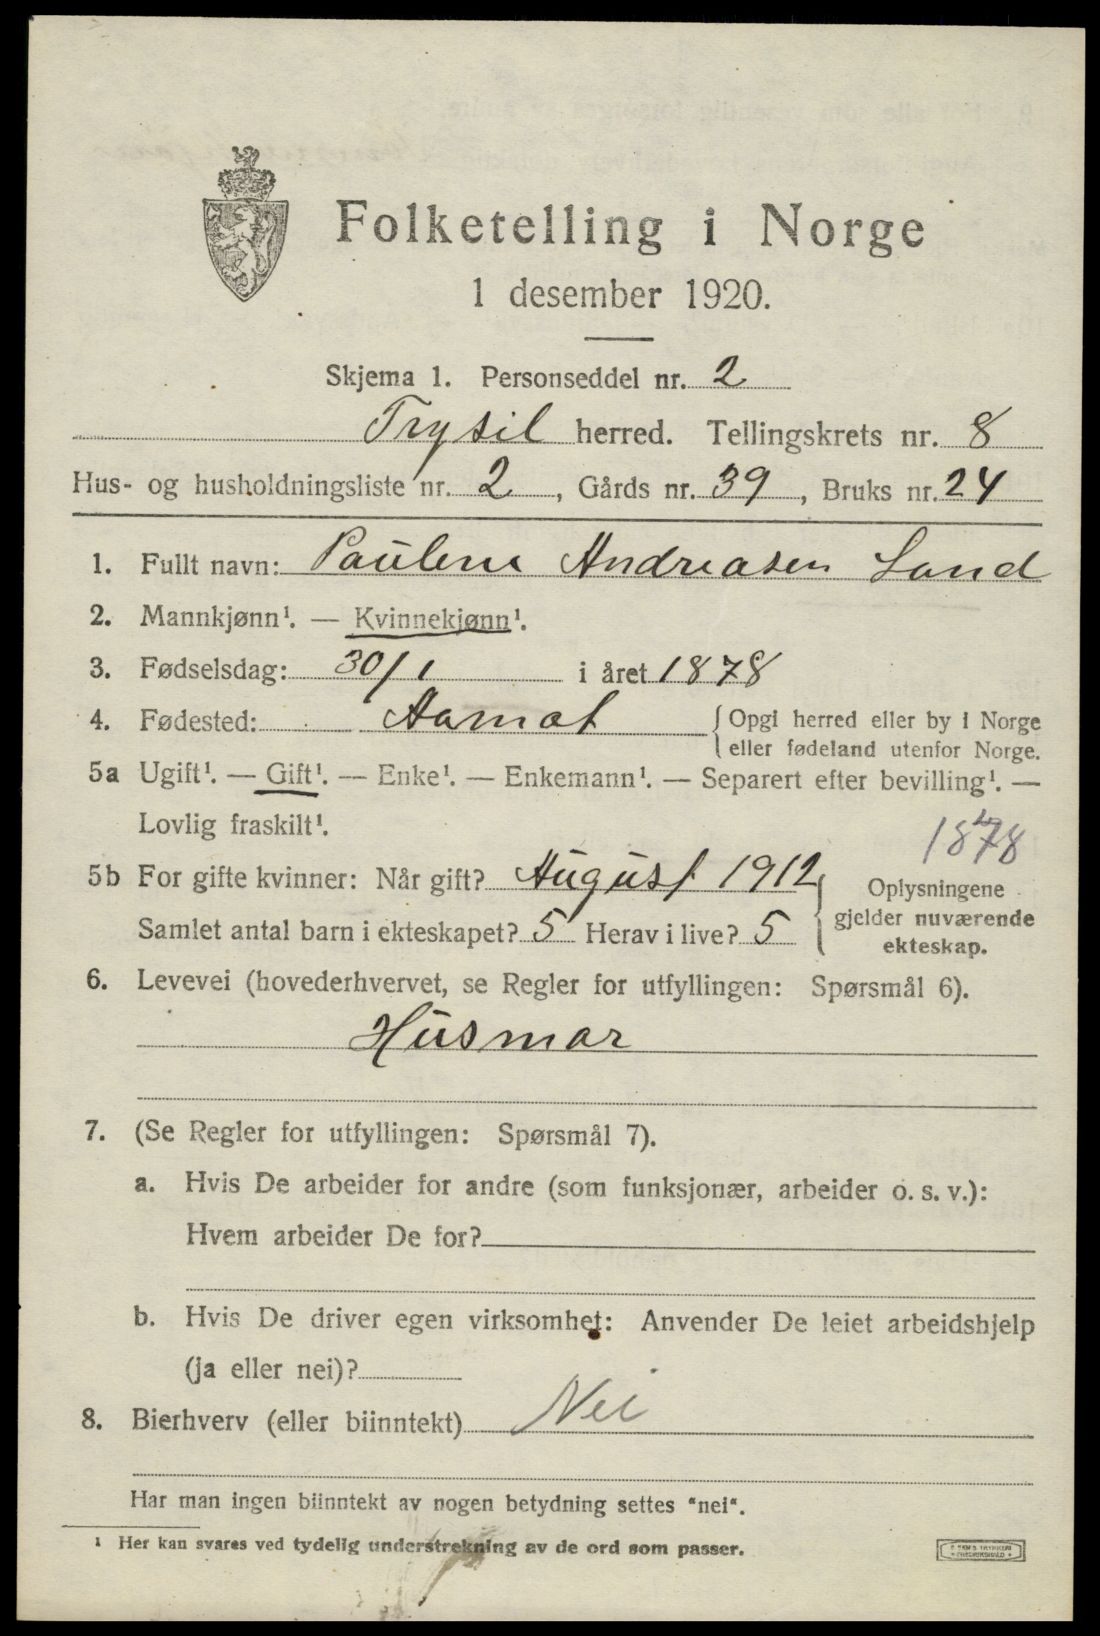 Folketelling i Norge
1 desember 1920.
Skjema 1. Personseddel nr. 2
Trysil herred. Tellingskrets nr. 8
Hus- og husholdningsliste nr. 2, Gårds nr. 39, Bruks nr. 24
1. Fullt navn: Paulene Andreasen Sand
2. Mannkjønn¹. — Kvinnekjønn¹.
3. Fødselsdag: 30/1 i året 1878
4. Fødested: Aamot {Opgi herred eller by i Norge
eller fødeland utenfor Norge.
5a Ugift¹. — Gift¹. — Enke¹. — Enkemann¹. — Separert efter bevilling¹. —
Lovlig fraskilt¹.
1878
5b For gifte kvinner: Når gift? August 1912 { Oplysningene
gjelder nuværende
Samlet antal barn i ekteskapet? 5 Herav i live? 5
ekteskap.
6. Levevei (hovederhvervet, se Regler for utfyllingen: Spørsmål 6).
Husmor
7. (Se Regler for utfyllingen: Spørsmål 7).
a. Hvis De arbeider for andre (som funksjonær, arbeider o. s. v.):
Hvem arbeider De for?
b. Hvis De driver egen virksomhet: Anvender De leiet arbeidshjelp
(ja eller nei)?
8. Bierhverv (eller biinntekt) Nei
Har man ingen biinntekt av nogen betydning settes "nei".
¹ Her kan svares ved tydelig understrekning av de ord som passer.